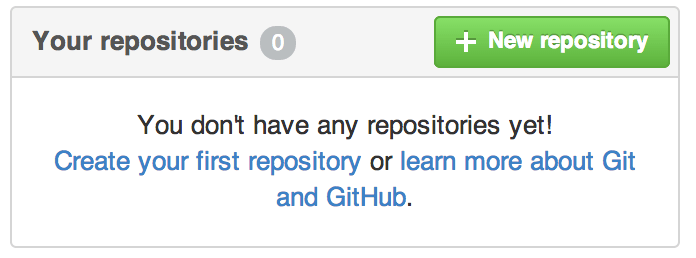 Your repositories 0 + New repository
You don't have any repositories yet!
Create your first repository or learn more about Git
and GitHub.